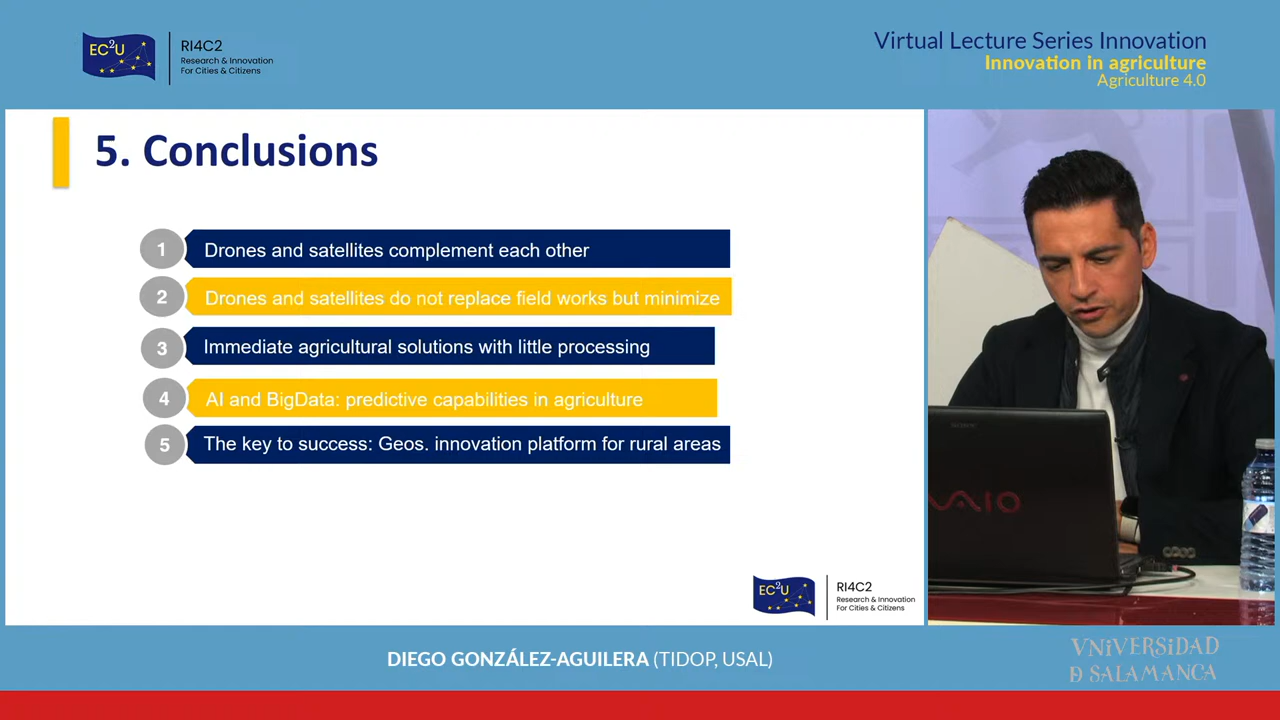 EC2U
RI4C2
Research & Innovation
For Cities & Citizens
Virtual Lecture Series Innovation
Innovation in agriculture
Agriculture 4.0
5. Conclusions
1 Drones and satellites complement each other
2 Drones and satellites do not replace field works but minimize
3 Immediate agricultural solutions with little processing
4 AI and BigData: predictive capabilities in agriculture
5 The key to success: Geos. innovation platform for rural areas
VAIO
EC2U
RI4C2
Research & Innovation
For Cities & Citizens
DIEGO GONZÁLEZ-AGUILERA (TIDOP, USAL)
VNiVERSiDAD
D SALAMANCA